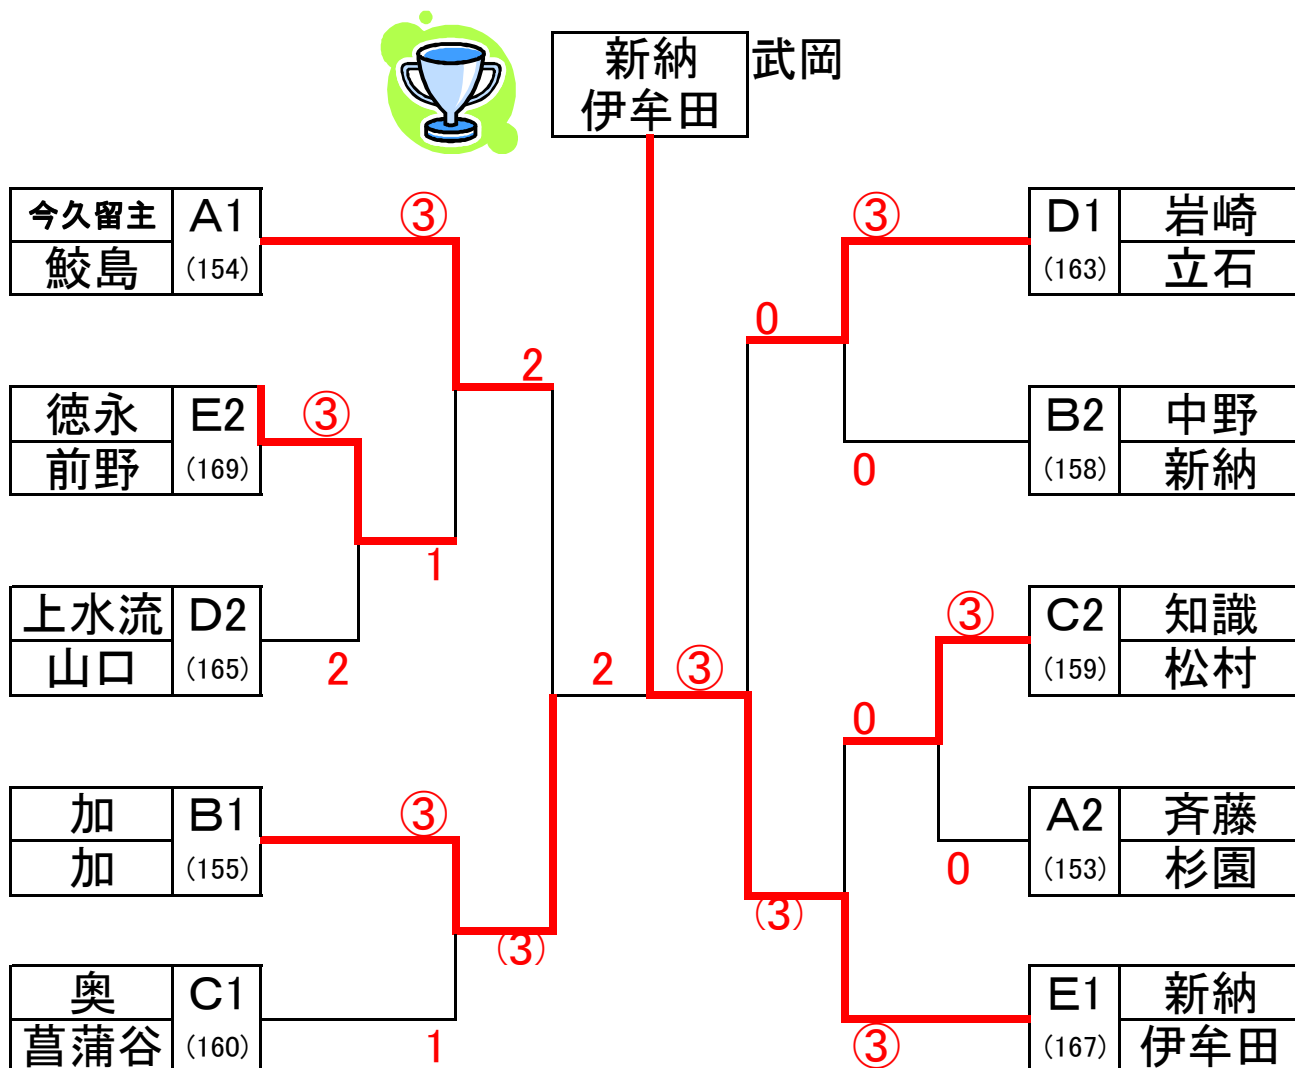 新納 武岡
伊牟田
今久留主 A1 ③ ③ D1 岩崎
鮫島 (154) (163) 立石
0
2
徳永 E2 ③ B2 中野
前野 (169) 0 (158) 新納
1
上水流 D2 ③ C2 知識
山口 (165) 2 2 ③ (159) 松村
0
加 B1 ③ A2 斉藤
加 (155) 0 (153) 杉園
③ ③
奥 C1 E1 新納
菖蒲谷 (160) 1 ③ (167) 伊牟田